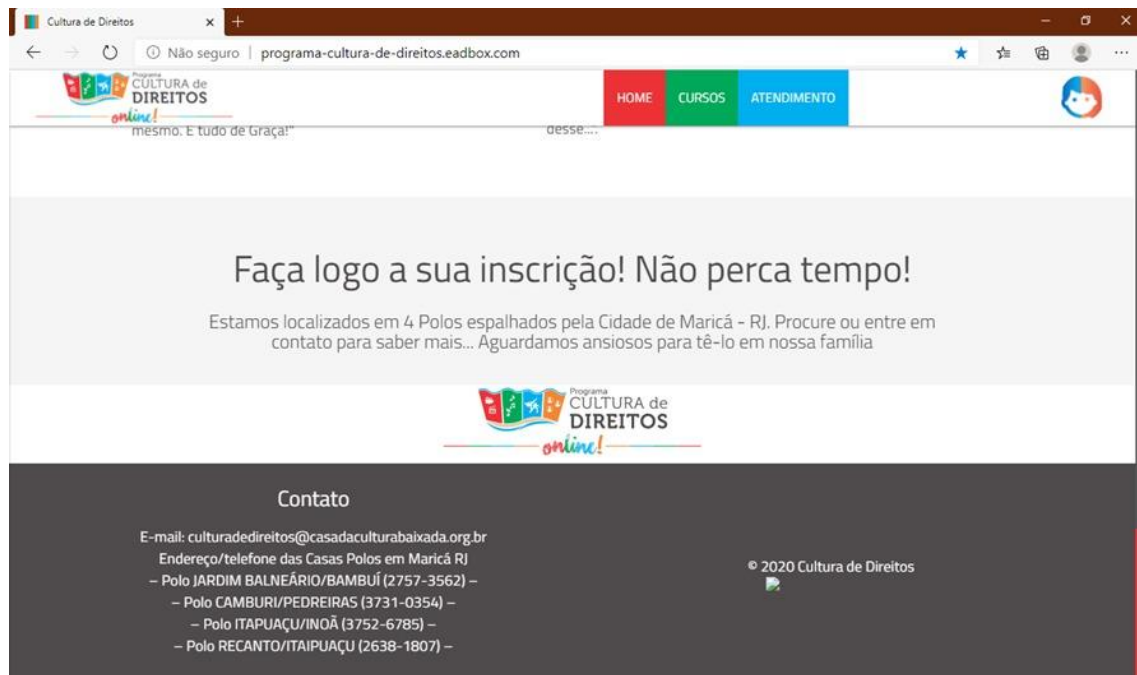 Cultura de Direitos
Não seguro | programa-cultura-de-direitos.eadbox.com
Programa
CULTURA de
DIREITOS
online!
HOME CURSOS ATENDIMENTO
mesmo. E tudo de Graça!"
desse....
Faça logo a sua inscrição! Não perca tempo!
Estamos localizados em 4 Polos espalhados pela Cidade de Maricá - RJ. Procure ou entre em
contato para saber mais... Aguardamos ansiosos para tê-lo em nossa família
Programa
CULTURA de
DIREITOS
online!
Contato
E-mail: culturadedireitos@casadaculturabaixada.org.br
Endereço/telefone das Casas Polos em Maricá RJ
– Polo JARDIM BALNEÁRIO/BAMBUÍ (2757-3562) –
– Polo CAMBURI/PEDREIRAS (3731-0354) –
– Polo ITAPUAÇU/INOÃ (3752-6785) –
– Polo RECANTO/ITAIPUAÇU (2638-1807) –
© 2020 Cultura de Direitos